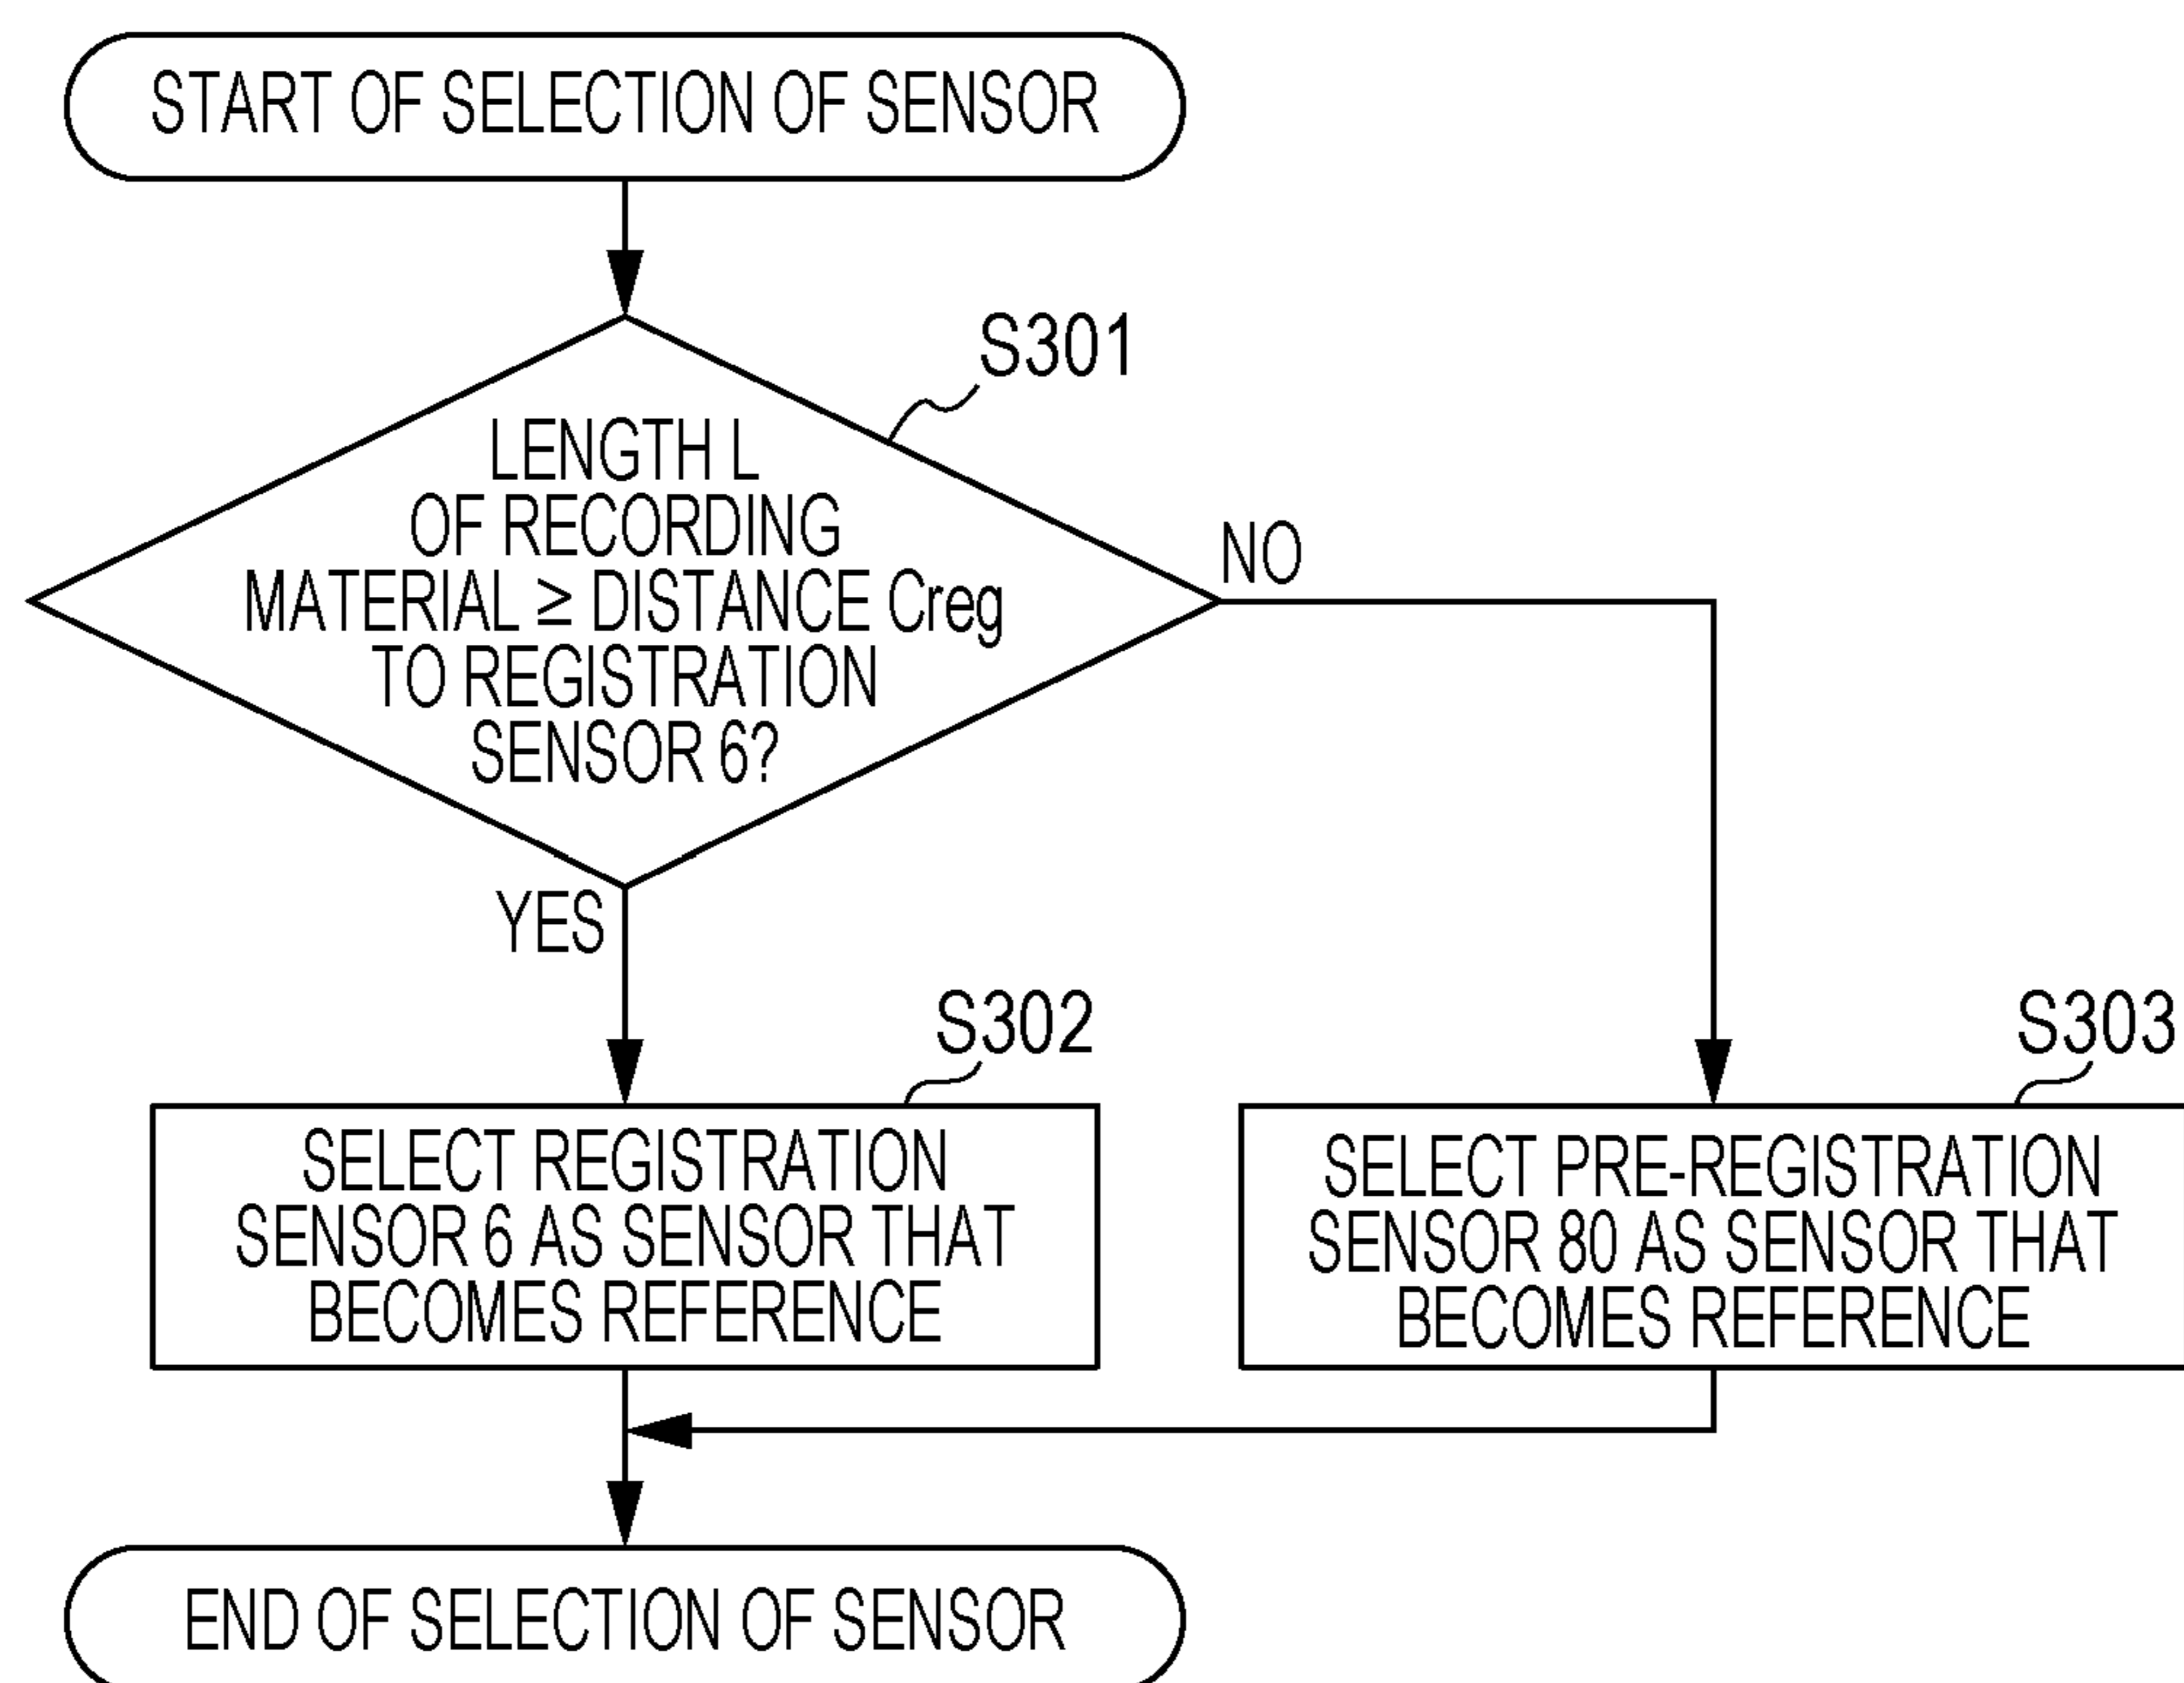 START OF SELECTION OF SENSOR
S301
LENGTH L
OF RECORDING
MATERIAL ≥ DISTANCE Creg
TO REGISTRATION
SENSOR 6?
NO
YES
S302
SELECT REGISTRATION
SENSOR 6 AS SENSOR THAT
BECOMES REFERENCE
S303
SELECT PRE-REGISTRATION
SENSOR 80 AS SENSOR THAT
BECOMES REFERENCE
END OF SELECTION OF SENSOR